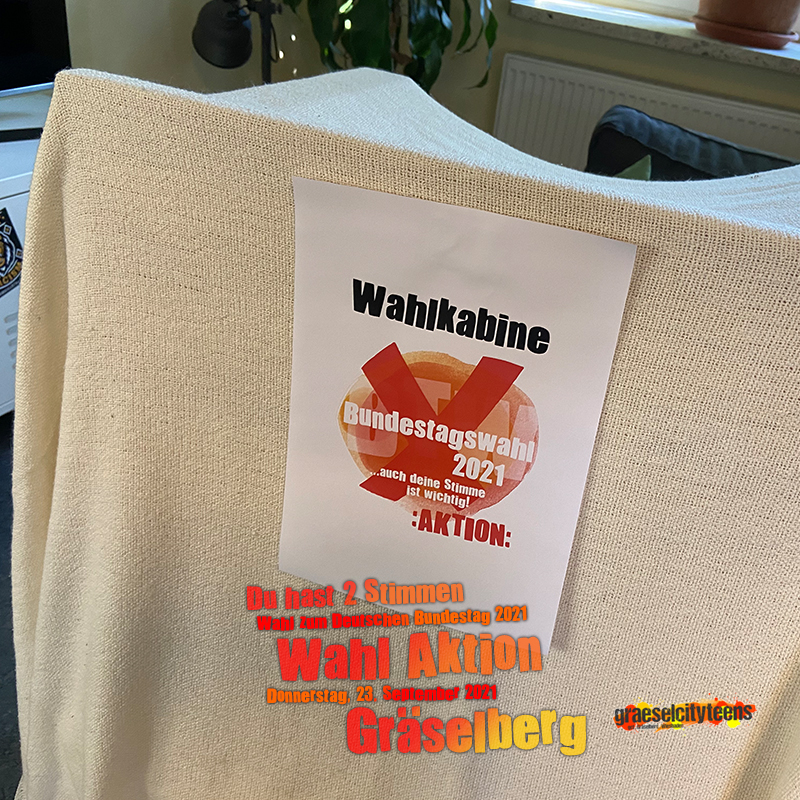 Wahlkabine
Bundestagswahl
2021
...auch deine Stimme
ist wichtig!
:AKTION:
Du hast 2 Stimmen
Wahl zum Deutschen Bundestag 2021
Wahl Aktion
Donnerstag, 23. September 2021
Gräselberg
graeselcityteens